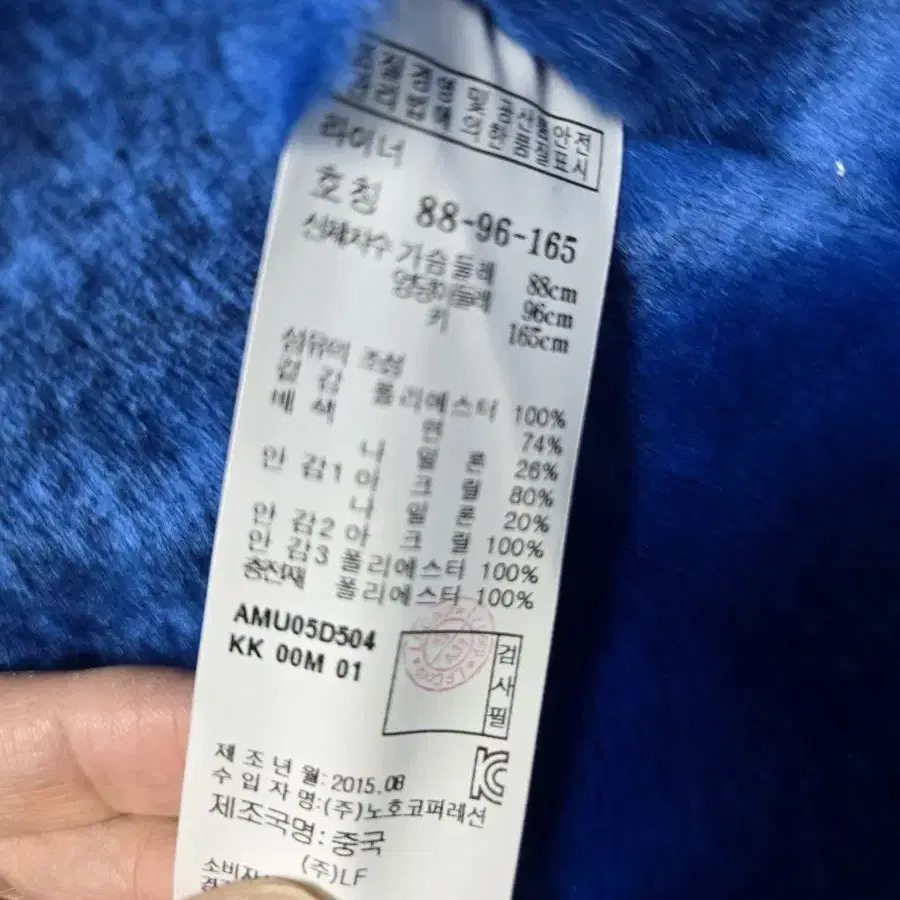 품질경영 및 공산품안전
관리법에 의한 품질표시
라이너
호칭 88-96-165
신체치수 가슴둘레 88cm
엉덩이둘레 96cm
키 165cm
섬유의 조성
겉감 폴리에스터 100%
배색 면 74%
나일론 26%
안감1 아크릴 80%
나일론 20%
안감2 아크릴 100%
안감3 폴리에스터 100%
충전재 폴리에스터 100%
AMU05D504
KK 00M 01
검사필
제조년월: 2015.08
수입자명:(주)노호코퍼레션
제조국명: 중국
소비자
(주)LF